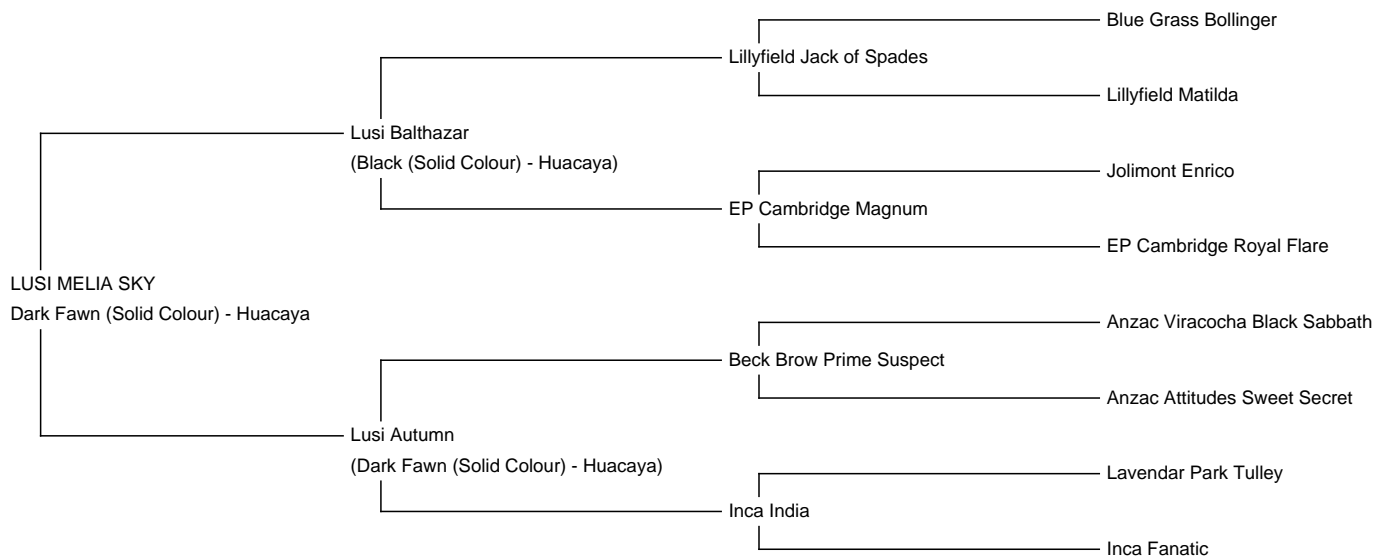 Blue Grass Bollinger
Lillyfield Jack of Spades
Lillyfield Matilda
Lusi Balthazar
(Black (Solid Colour) - Huacaya)
Jolimont Enrico
EP Cambridge Magnum
EP Cambridge Royal Flare
LUSI MELIA SKY
Dark Fawn (Solid Colour) - Huacaya
Anzac Viracocha Black Sabbath
Beck Brow Prime Suspect
Anzac Attitudes Sweet Secret
Lusi Autumn
(Dark Fawn (Solid Colour) - Huacaya)
Lavendar Park Tulley
Inca India
Inca Fanatic